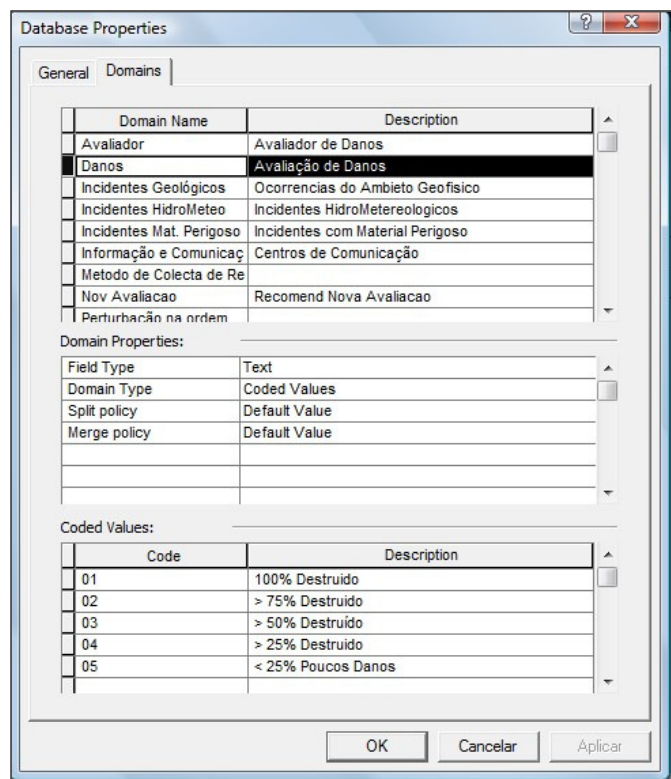 Database Properties
General Domains
Domain Name Description
Avaliador Avaliador de Danos
Danos Avaliação de Danos
Incidentes Geológicos Ocorrencias do Ambieto Geofisico
Incidentes HidroMeteo Incidentes HidroMetereologicos
Incidentes Mat. Perigoso Incidentes com Material Perigoso
Informação e Comunicaç Centros de Comunicação
Metodo de Colecta de Re
Nov Avaliacao Recomend Nova Avaliacao
Perturbação na ordem
Domain Properties:
Field Type Text
Domain Type Coded Values
Split policy Default Value
Merge policy Default Value
Coded Values:
Code Description
01 100% Destruido
02 > 75% Destruido
03 > 50% Destruído
04 > 25% Destruido
05 < 25% Poucos Danos
OK Cancelar Aplicar